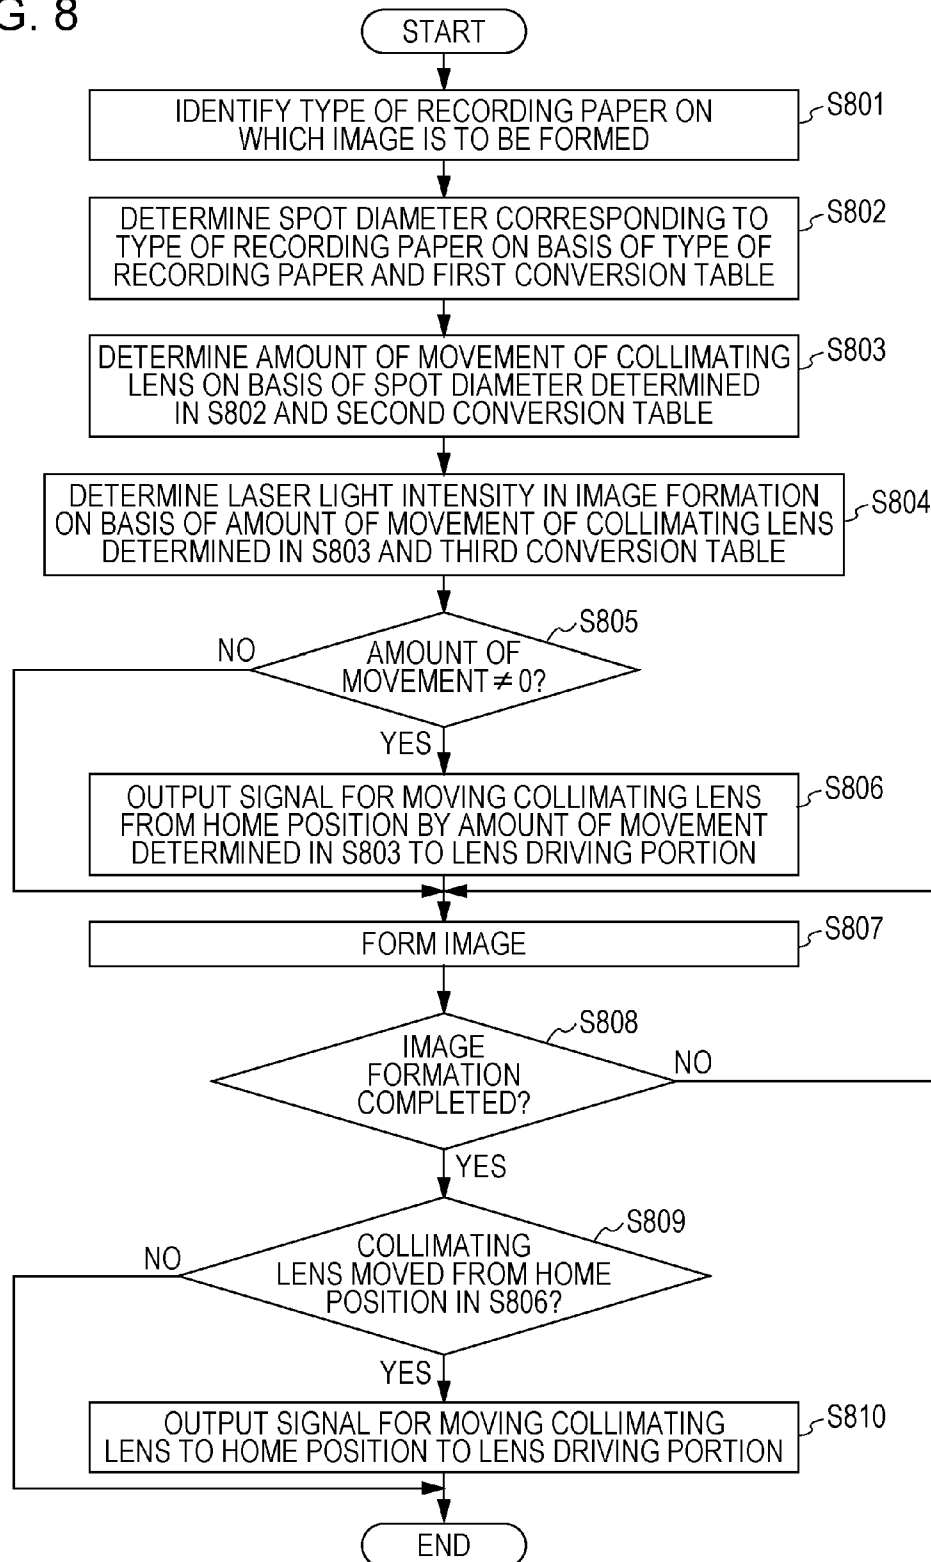 G. 8
START
IDENTIFY TYPE OF RECORDING PAPER ON
WHICH IMAGE IS TO BE FORMED
S801
DETERMINE SPOT DIAMETER CORRESPONDING TO
TYPE OF RECORDING PAPER ON BASIS OF TYPE OF
RECORDING PAPER AND FIRST CONVERSION TABLE
S802
DETERMINE AMOUNT OF MOVEMENT OF COLLIMATING
LENS ON BASIS OF SPOT DIAMETER DETERMINED
IN S802 AND SECOND CONVERSION TABLE
S803
DETERMINE LASER LIGHT INTENSITY IN IMAGE FORMATION
ON BASIS OF AMOUNT OF MOVEMENT OF COLLIMATING LENS
DETERMINED IN S803 AND THIRD CONVERSION TABLE
S804
S805
NO
AMOUNT OF
MOVEMENT ≠ 0?
YES
OUTPUT SIGNAL FOR MOVING COLLIMATING LENS
FROM HOME POSITION BY AMOUNT OF MOVEMENT
DETERMINED IN S803 TO LENS DRIVING PORTION
S806
FORM IMAGE
S807
S808
IMAGE
FORMATION
COMPLETED?
NO
YES
S809
NO
COLLIMATING
LENS MOVED FROM HOME
POSITION IN S806?
YES
OUTPUT SIGNAL FOR MOVING COLLIMATING
LENS TO HOME POSITION TO LENS DRIVING PORTION
S810
END